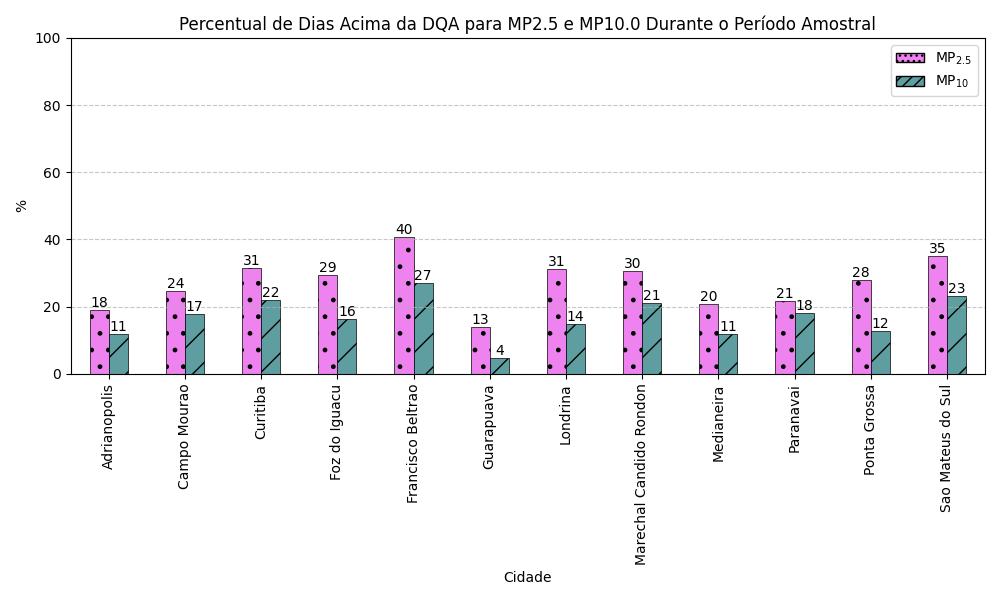 Percentual de Dias Acima da DQA para MP2.5 e MP10.0 Durante o Período Amostral
MP2.5
MP10
100
80
60
40
20
0
%
18 11 24 17 31 22 29 16 40 27 13 4 31 14 30 21 20 11 21 18 28 12 35 23
Adrianopolis
Campo Mourao
Curitiba
Foz do Iguacu
Francisco Beltrao
Guarapuava
Londrina
Marechal Candido Rondon
Medianeira
Paranavai
Ponta Grossa
Sao Mateus do Sul
Cidade